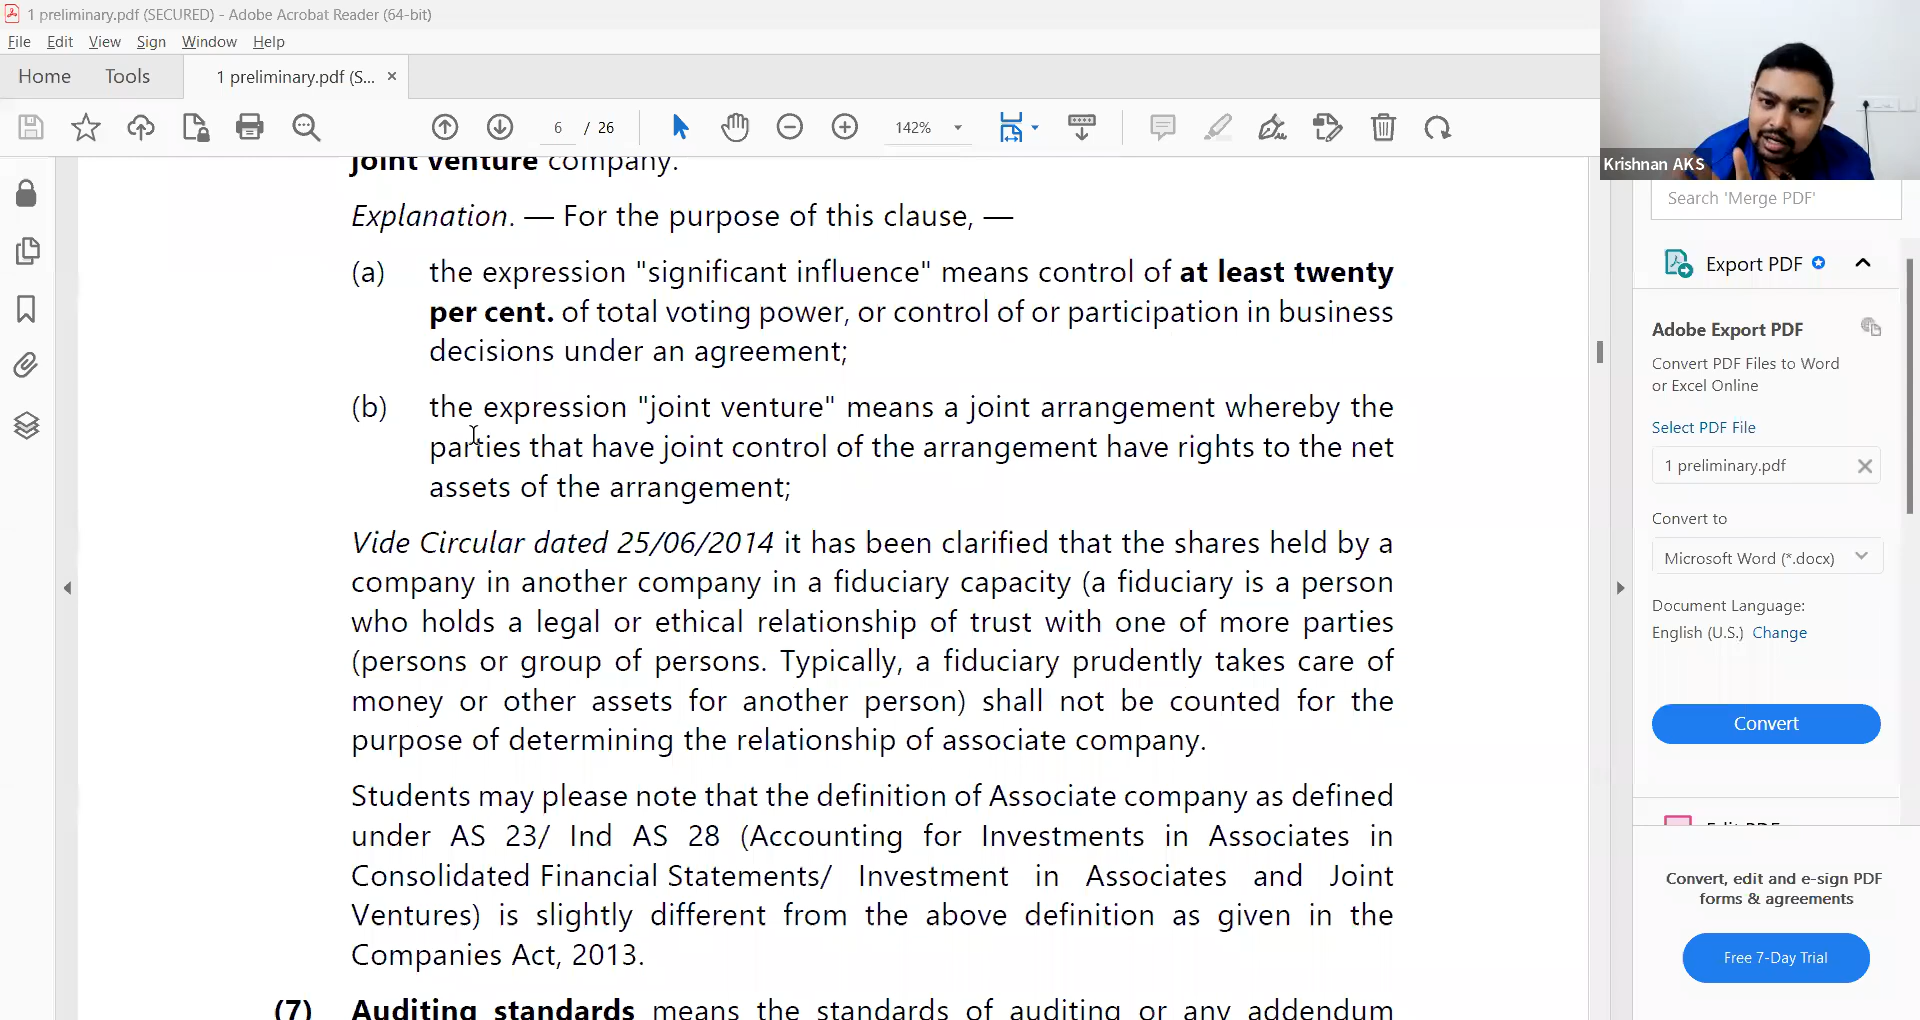 1 preliminary.pdf (SECURED) - Adobe Acrobat Reader (64-bit)
File Edit View Sign Window Help
Home Tools 1 preliminary.pdf (S... ×
6 / 26 142%
Krishnan AKS
joint venture company.
Explanation. — For the purpose of this clause, —
(a) the expression "significant influence" means control of at least twenty
per cent. of total voting power, or control of or participation in business
decisions under an agreement;
(b) the expression "joint venture" means a joint arrangement whereby the
parties that have joint control of the arrangement have rights to the net
assets of the arrangement;
Vide Circular dated 25/06/2014 it has been clarified that the shares held by a
company in another company in a fiduciary capacity (a fiduciary is a person
who holds a legal or ethical relationship of trust with one of more parties
(persons or group of persons. Typically, a fiduciary prudently takes care of
money or other assets for another person) shall not be counted for the
purpose of determining the relationship of associate company.
Students may please note that the definition of Associate company as defined
under AS 23/ Ind AS 28 (Accounting for Investments in Associates in
Consolidated Financial Statements/ Investment in Associates and Joint
Ventures) is slightly different from the above definition as given in the
Companies Act, 2013.
(7) Auditing standards means the standards of auditing or any addendum
Search 'Merge PDF'
Export PDF
Adobe Export PDF
Convert PDF Files to Word
or Excel Online
Select PDF File
1 preliminary.pdf
Convert to
Microsoft Word (*.docx)
Document Language:
English (U.S.) Change
Convert
Edit PDF
Convert, edit and e-sign PDF
forms & agreements
Free 7-Day Trial